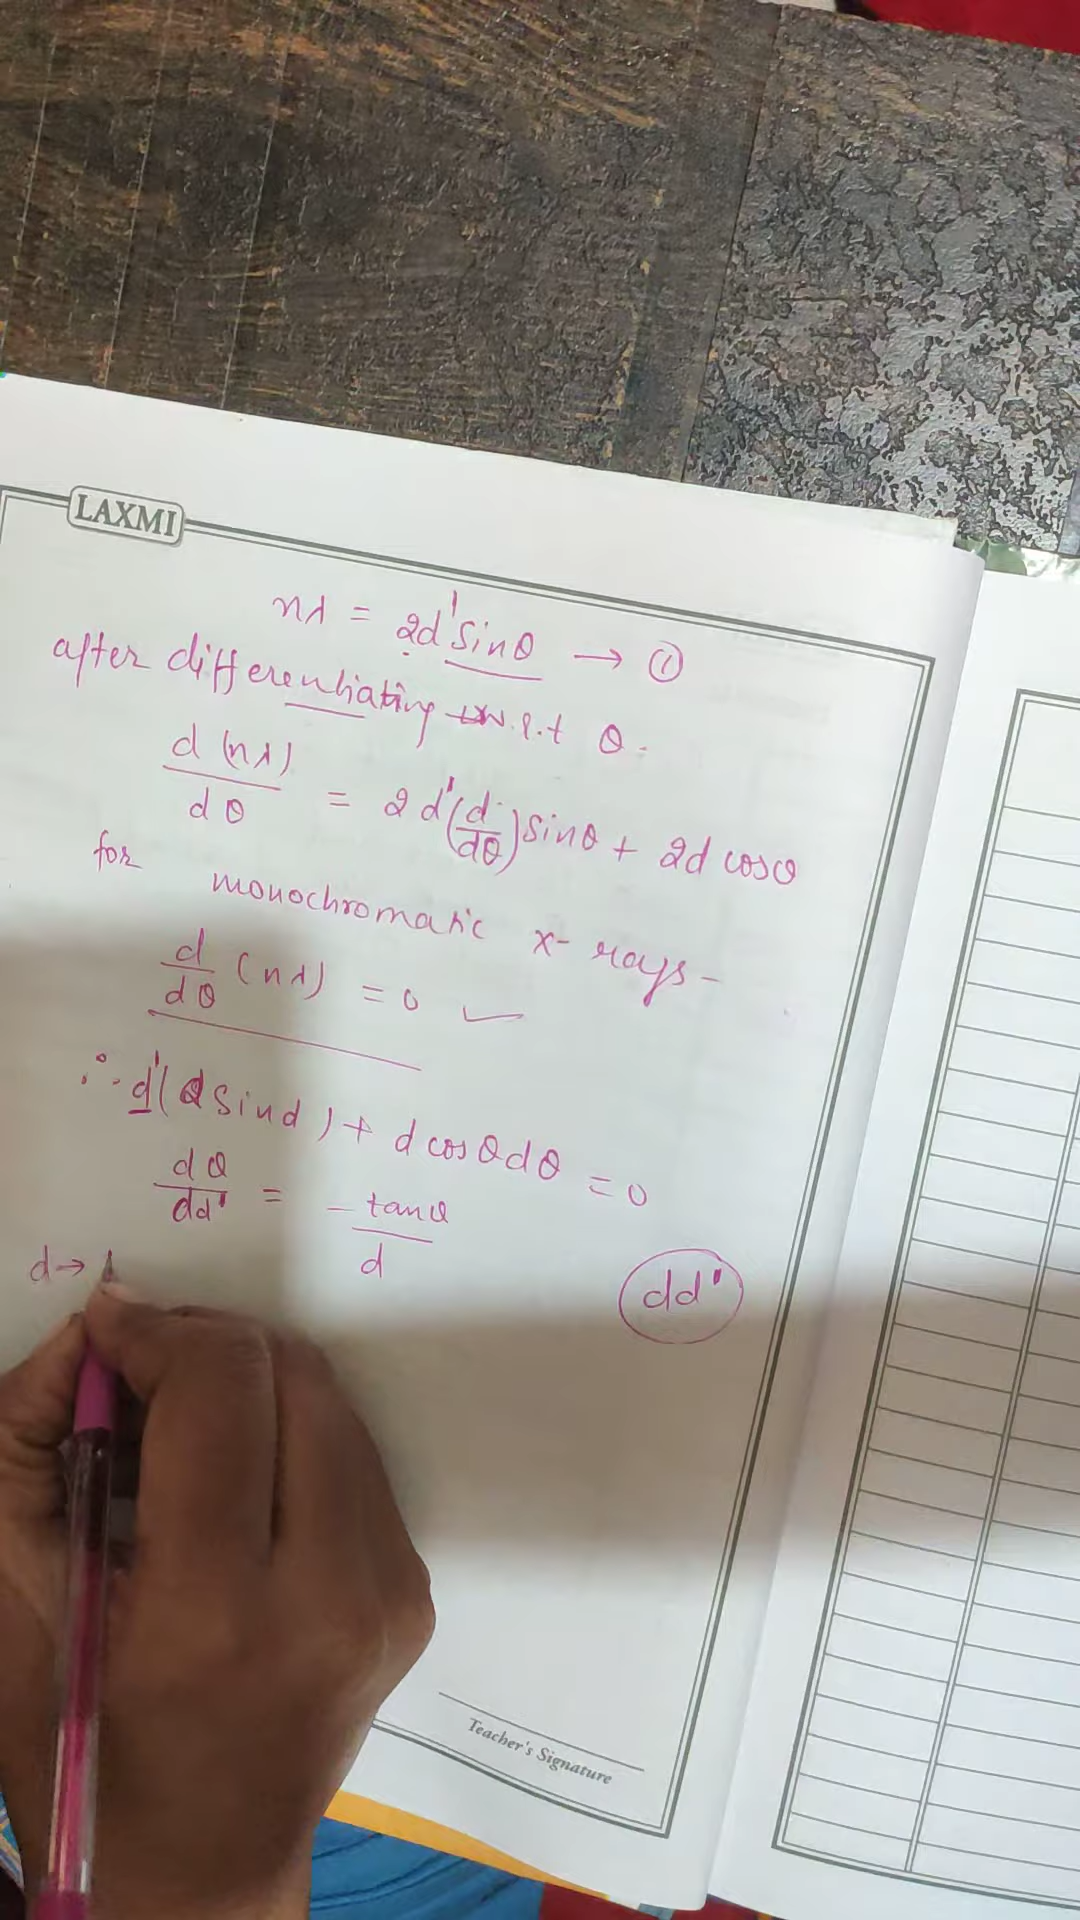 LAXMI
nλ = 2d' sinθ → ①
after differentiating w.r.t θ.
d (nλ) / dθ = 2d' (d/dθ) sinθ + 2d cosθ
for monochromatic x-rays-
d/dθ (nλ) = 0 ✓
∴ d' (2 sin d) + d cosθ dθ = 0
dθ/dd' = - tanθ/d
d →
dd'
Teacher's Signature